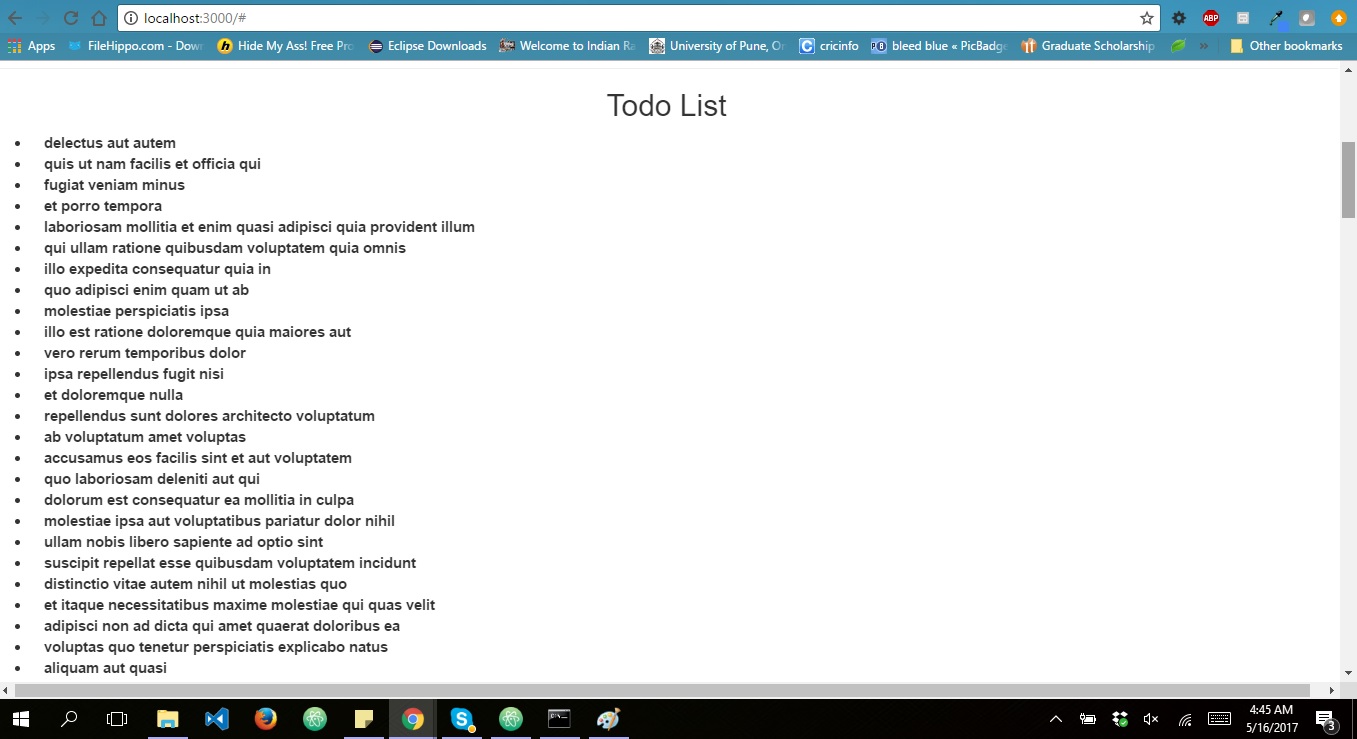 localhost:3000/#
ABP
Apps FileHippo.com - Dow Hide My Ass! Free Pro Eclipse Downloads Welcome to Indian Ra University of Pune, Or cricinfo bleed blue « PicBadge Graduate Scholarship » Other bookmarks
Todo List
• delectus aut autem
• quis ut nam facilis et officia qui
• fugiat veniam minus
• et porro tempora
• laboriosam mollitia et enim quasi adipisci quia provident illum
• qui ullam ratione quibusdam voluptatem quia omnis
• illo expedita consequatur quia in
• quo adipisci enim quam ut ab
• molestiae perspiciatis ipsa
• illo est ratione doloremque quia maiores aut
• vero rerum temporibus dolor
• ipsa repellendus fugit nisi
• et doloremque nulla
• repellendus sunt dolores architecto voluptatum
• ab voluptatum amet voluptas
• accusamus eos facilis sint et aut voluptatem
• quo laboriosam deleniti aut qui
• dolorum est consequatur ea mollitia in culpa
• molestiae ipsa aut voluptatibus pariatur dolor nihil
• ullam nobis libero sapiente ad optio sint
• suscipit repellat esse quibusdam voluptatem incidunt
• distinctio vitae autem nihil ut molestias quo
• et itaque necessitatibus maxime molestiae qui quas velit
• adipisci non ad dicta qui amet quaerat doloribus ea
• voluptas quo tenetur perspiciatis explicabo natus
• aliquam aut quasi
4:45 AM
5/16/2017
3